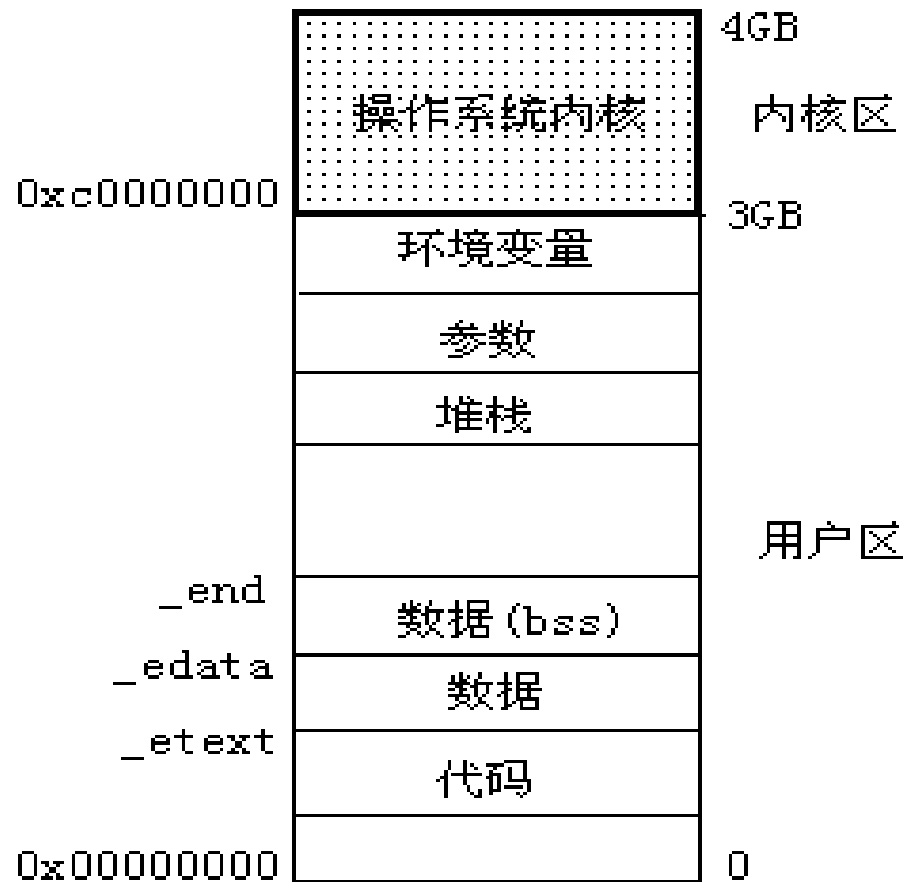 4GB
操作系统内核
内核区
0xc0000000
3GB
环境变量
参数
堆栈
用户区
_end
数据(bss)
_edata
数据
_etext
代码
0x00000000
0